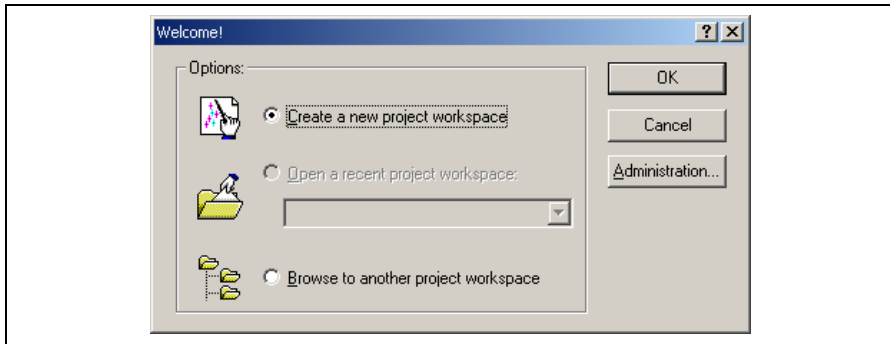 Welcome!
Options:
OK
Create a new project workspace
Cancel
Open a recent project workspace:
Administration...
Browse to another project workspace